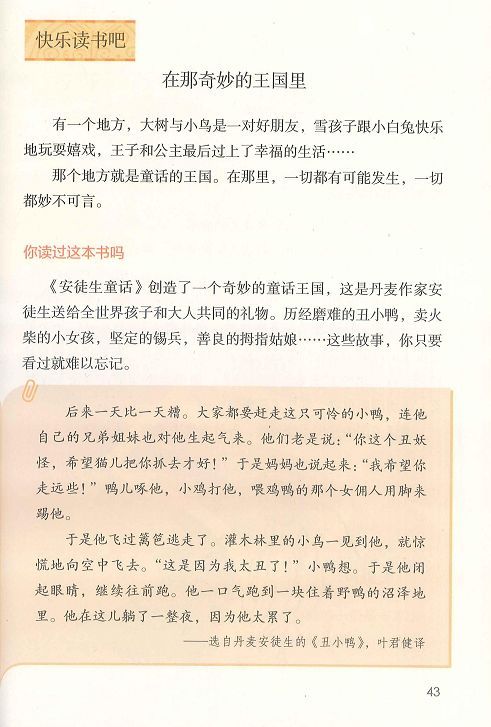 快乐读书吧
在那奇妙的王国里
有一个地方，大树与小鸟是一对好朋友，雪孩子跟小白兔快乐
地玩耍嬉戏，王子和公主最后过上了幸福的生活……
那个地方就是童话的王国。在那里，一切都有可能发生，一切
都妙不可言。
你读过这本书吗
《安徒生童话》创造了一个奇妙的童话王国，这是丹麦作家安
徒生送给全世界孩子和大人共同的礼物。历经磨难的丑小鸭，卖火
柴的小女孩，坚定的锡兵，善良的拇指姑娘……这些故事，你只要
看过就难以忘记。
后来一天比一天糟。大家都要赶走这只可怜的小鸭，连他
自己的兄弟姐妹也对他生起气来。他们老是说：“你这个丑妖
怪，希望猫儿把你抓去才好！”于是妈妈也说起来：“我希望你
走远些！”鸭儿啄他，小鸡打他，喂鸡鸭的那个女佣人用脚来
踢他。
于是他飞过篱笆逃走了。灌木林里的小鸟一见到他，就惊
慌地向空中飞去。“这是因为我太丑了！”小鸭想。于是他闭
起眼睛，继续往前跑。他一口气跑到一块住着野鸭的沼泽地
里。他在这儿躺了一整夜，因为他太累了。
——选自丹麦安徒生的《丑小鸭》，叶君健译
43